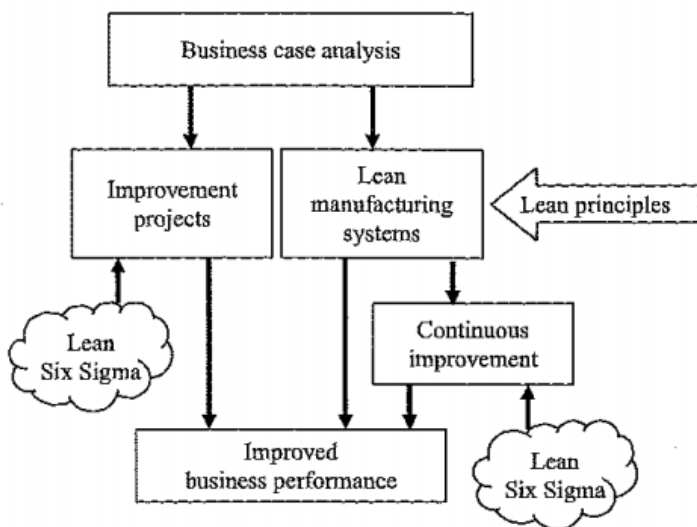 Business case analysis
Improvement
projects
Lean
manufacturing
systems
Lean principles
Lean
Six Sigma
Continuous
improvement
Improved
business performance
Lean
Six Sigma